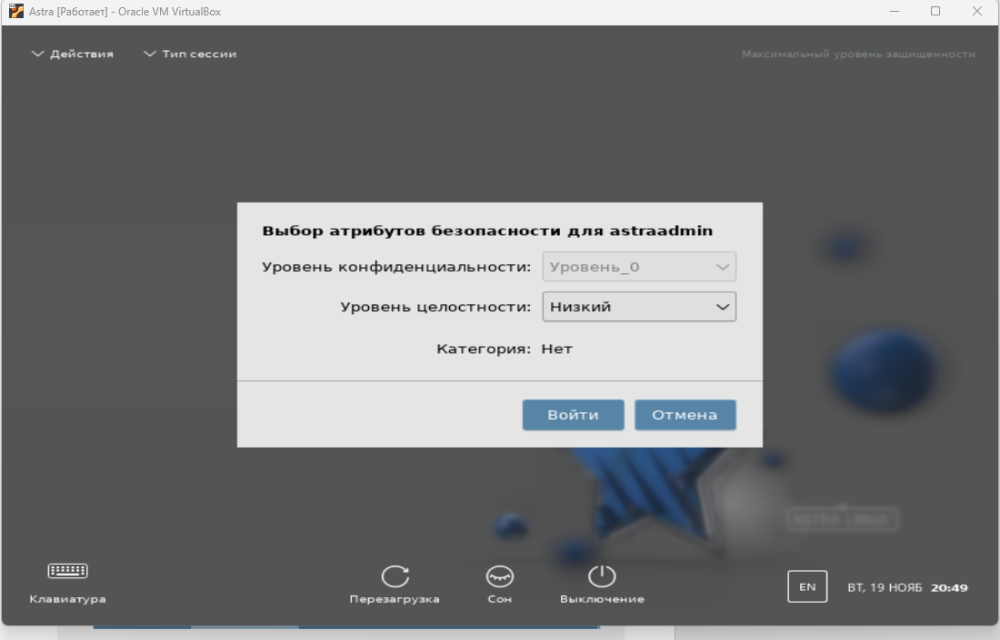 Astra [Работает] - Oracle VM VirtualBox
Действия Тип сессии Максимальный уровень защищенности
Выбор атрибутов безопасности для astraadmin
Уровень конфиденциальности: Уровень_0
Уровень целостности: Низкий
Категория: Нет
Войти Отмена
ASTRA LINUX
Клавиатура Перезагрузка Сон Выключение EN ВТ, 19 НОЯБ 20:49